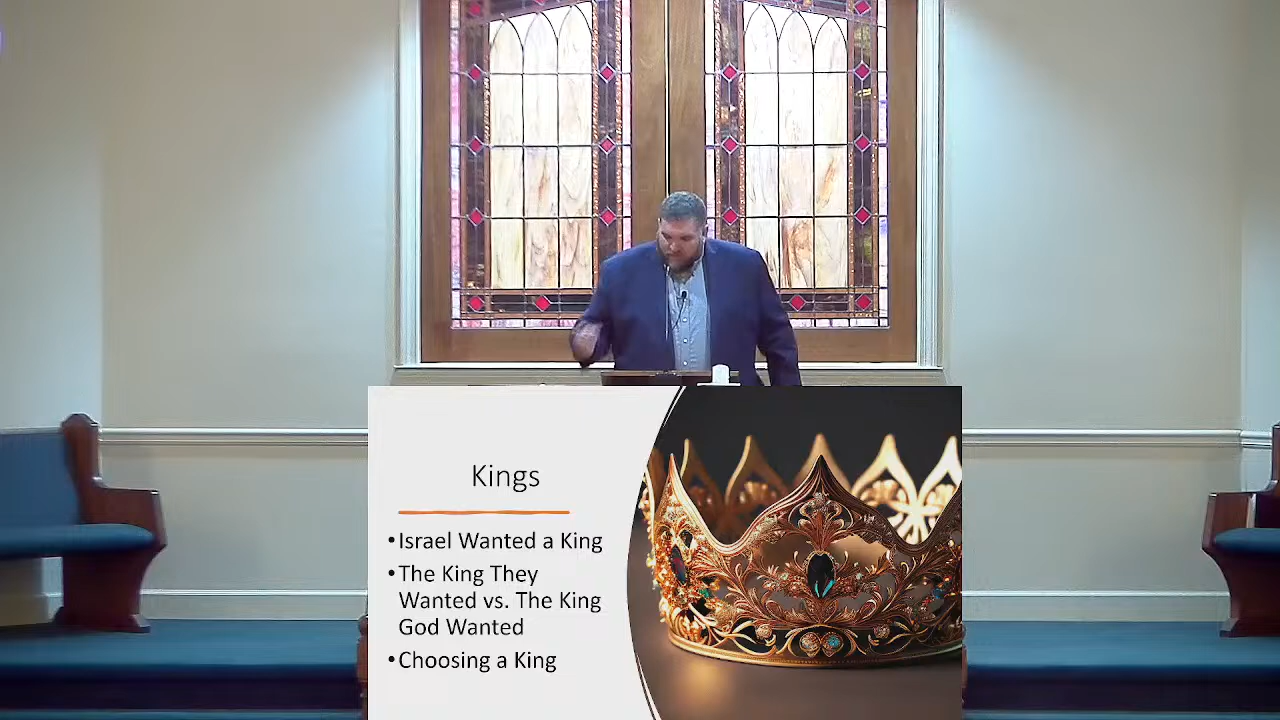 Kings
•Israel Wanted a King
•The King They
Wanted vs. The King
God Wanted
•Choosing a King